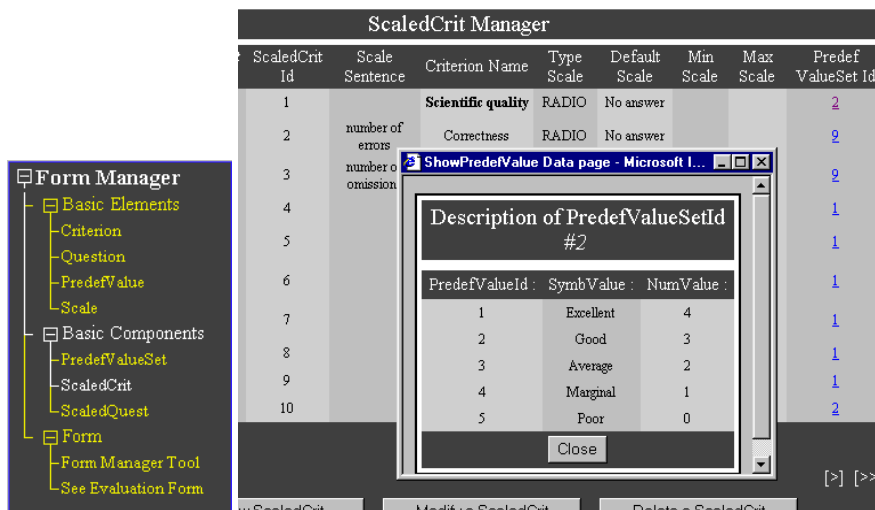 Form Manager
Basic Elements
Criterion
Question
PredefValue
Scale
Basic Components
PredefValueSet
ScaledCrit
ScaledQuest
Form
Form Manager Tool
See Evaluation Form
ScaledCrit Manager
ScaledCrit Id Scale Sentence Criterion Name Type Scale Default Scale Min Scale Max Scale Predef ValueSet Id
1 Scientific quality RADIO No answer 2
2 number of errors Correctness RADIO No answer 9
3 number o omission 9
4 1
5 1
6 1
7 1
8 1
9 1
10 2
ShowPredefValue Data page - Microsoft I...
Description of PredefValueSetId
#2
PredefValueId : SymbValue : NumValue :
1 Excellent 4
2 Good 3
3 Average 2
4 Marginal 1
5 Poor 0
Close
[>] [>>
ScaledCrit Modify a ScaledCrit Delete a ScaledCrit